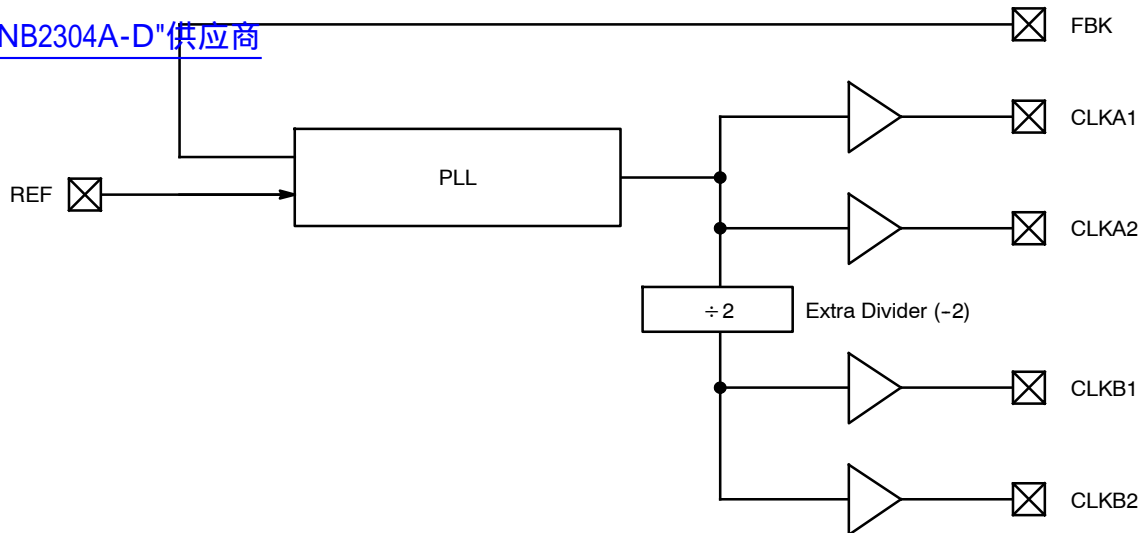 NB2304A-D"供应商
FBK
CLKA1
PLL
REF
CLKA2
÷2
Extra Divider (-2)
CLKB1
CLKB2